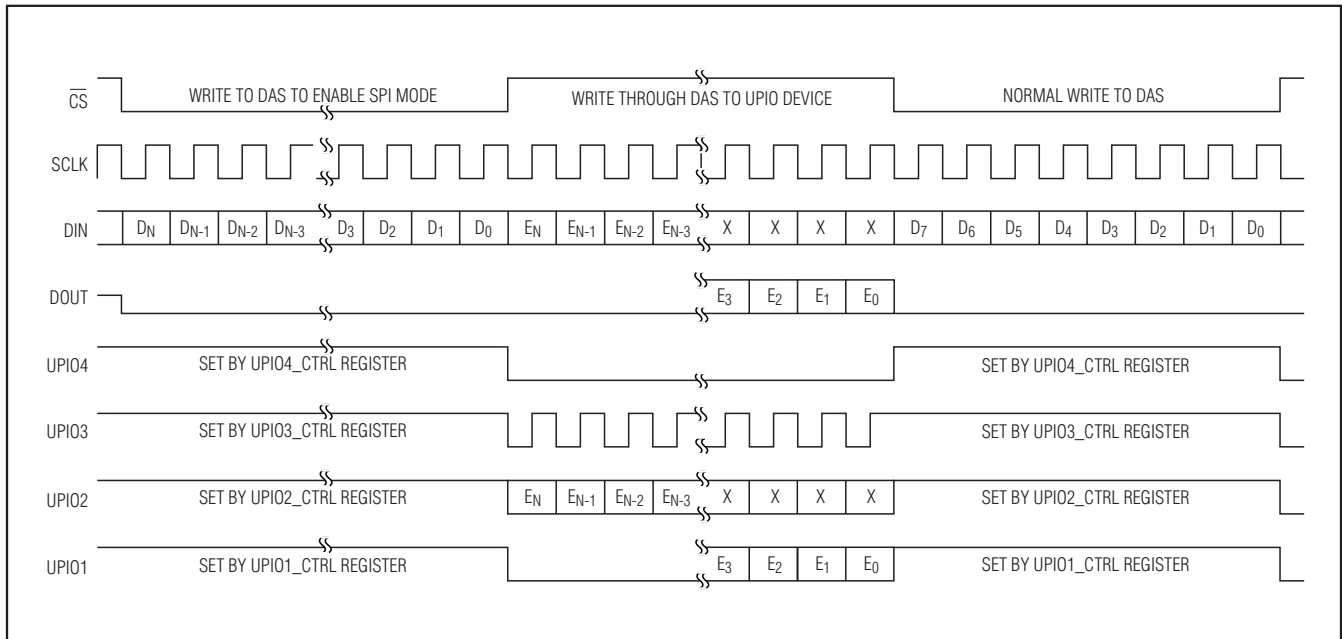 CS WRITE TO DAS TO ENABLE SPI MODE WRITE THROUGH DAS TO UPIO DEVICE NORMAL WRITE TO DAS
SCLK
DIN DN DN-1 DN-2 DN-3 D3 D2 D1 D0 EN EN-1 EN-2 EN-3 X X X X D7 D6 D5 D4 D3 D2 D1 D0
DOUT E3 E2 E1 E0
UPIO4 SET BY UPIO4_CTRL REGISTER SET BY UPIO4_CTRL REGISTER
UPIO3 SET BY UPIO3_CTRL REGISTER SET BY UPIO3_CTRL REGISTER
UPIO2 SET BY UPIO2_CTRL REGISTER EN EN-1 EN-2 EN-3 X X X X SET BY UPIO2_CTRL REGISTER
UPIO1 SET BY UPIO1_CTRL REGISTER E3 E2 E1 E0 SET BY UPIO1_CTRL REGISTER